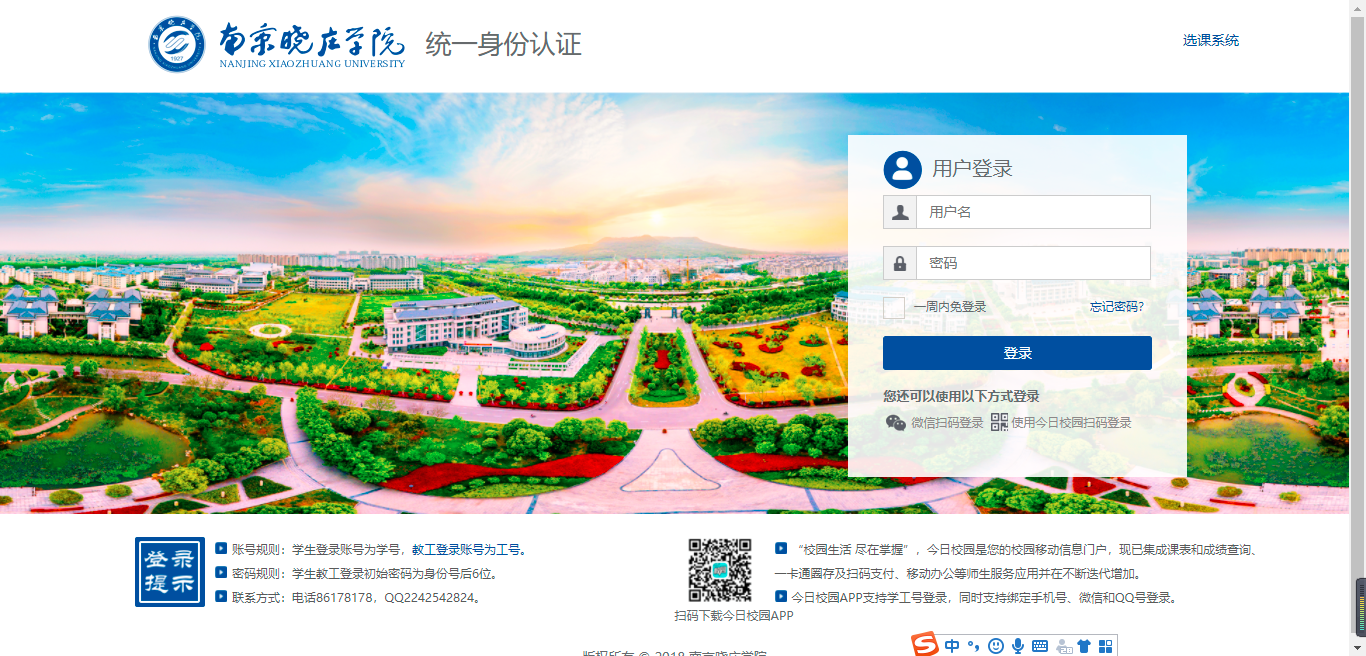 南京晓庄学院
NANJING XIAOZHUANG UNIVERSITY
1927
统一身份认证
选课系统
用户登录
用户名
密码
一周内免登录
忘记密码?
登录
您还可以使用以下方式登录
微信扫码登录 使用今日校园扫码登录
登录
提示
账号规则：学生登录账号为学号，教工登录账号为工号。
密码规则：学生教工登录初始密码为身份号后6位。
联系方式：电话86178178，QQ2242542824。
扫码下载今日校园APP
“校园生活 尽在掌握”，今日校园是您的校园移动信息门户，现已集成课表和成绩查询、
一卡通圈存及扫码支付、移动办公等师生服务应用并在不断迭代增加。
今日校园APP支持学工号登录，同时支持绑定手机号、微信和QQ号登录。
版权所有 © 2018 南京晓庄学院
中